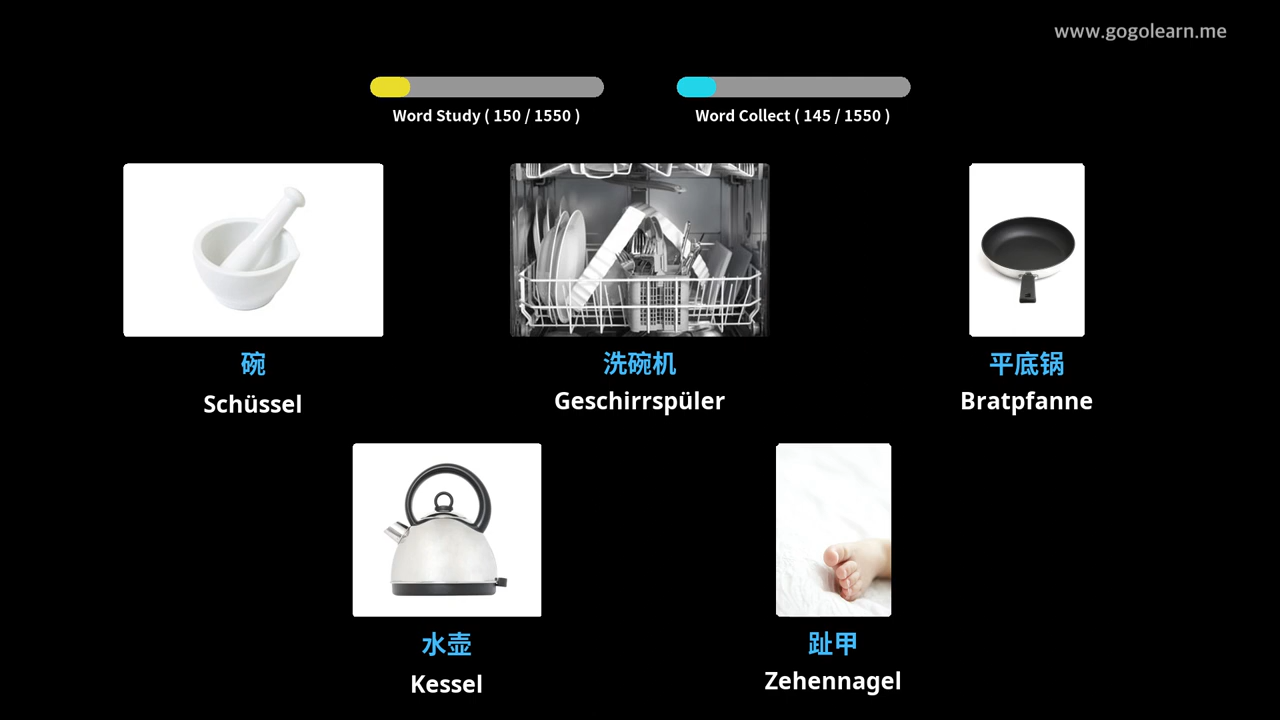 www.gogolearn.me
Word Study ( 150 / 1550 )
Word Collect ( 145 / 1550 )
碗
Schüssel
洗碗机
Geschirrspüler
平底锅
Bratpfanne
水壶
Kessel
趾甲
Zehennagel